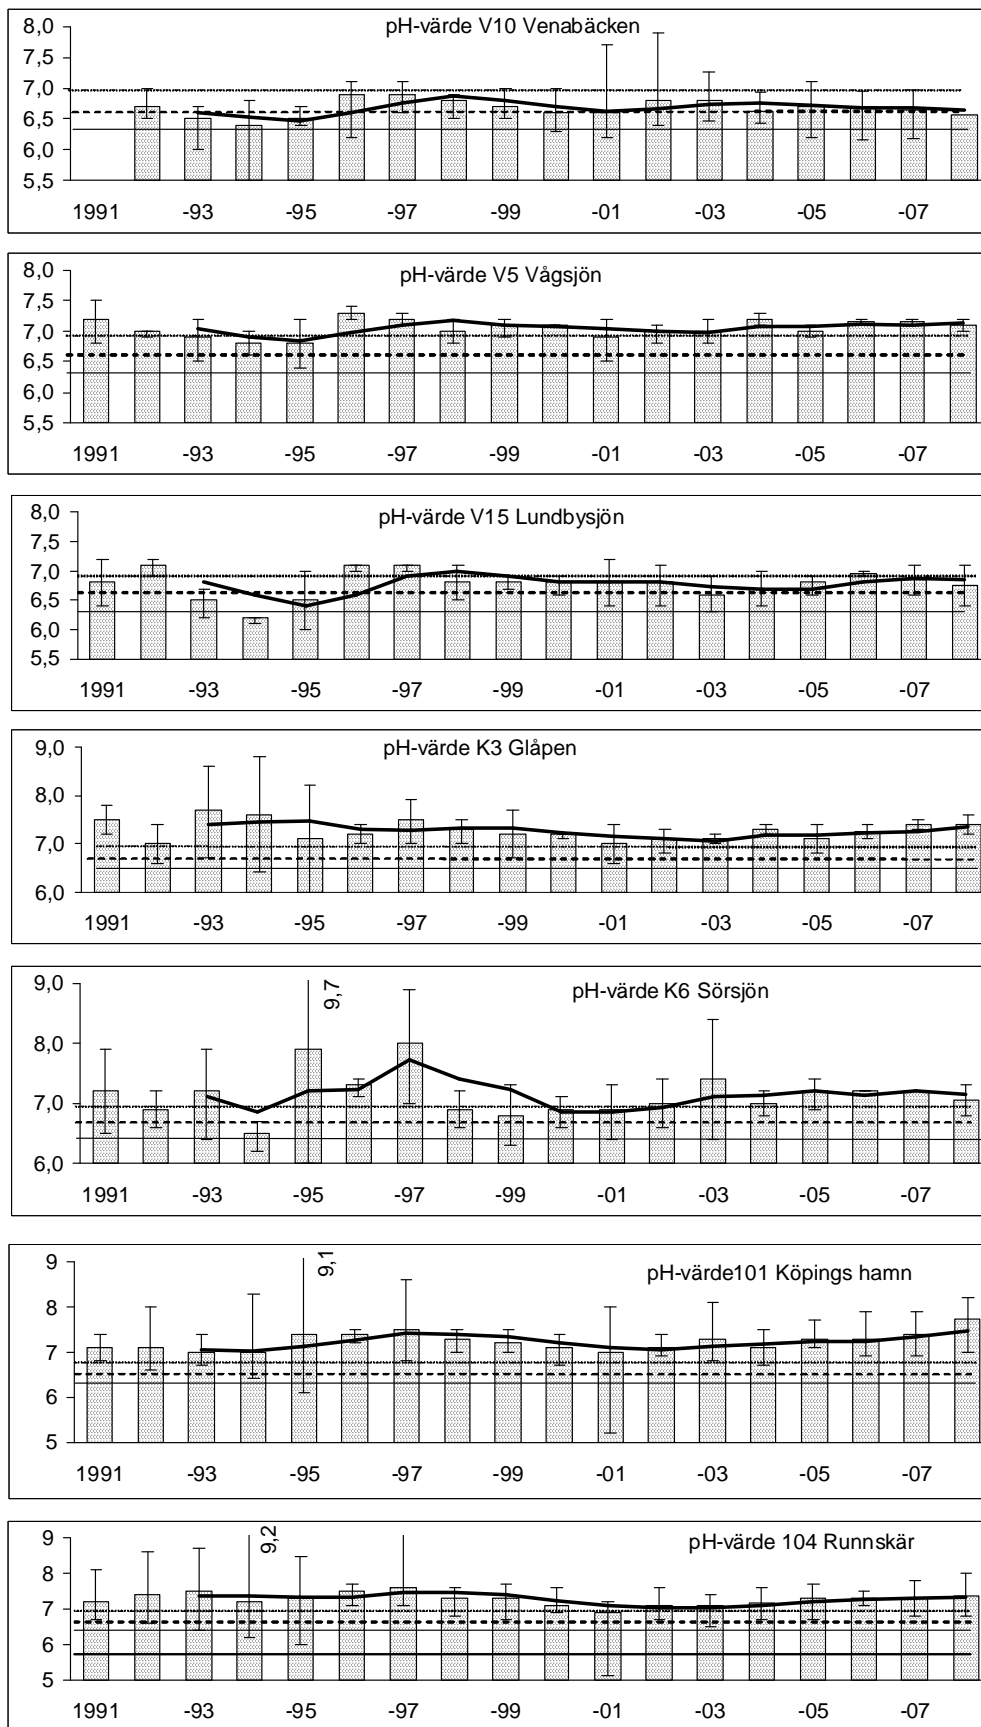 pH-värde V10 Venabäcken
8,0
7,5
7,0
6,5
6,0
5,5
1991 -93 -95 -97 -99 -01 -03 -05 -07
pH-värde V5 Vågsjön
8,0
7,5
7,0
6,5
6,0
5,5
1991 -93 -95 -97 -99 -01 -03 -05 -07
pH-värde V15 Lundbysjön
8,0
7,5
7,0
6,5
6,0
5,5
1991 -93 -95 -97 -99 -01 -03 -05 -07
pH-värde K3 Glåpen
9,0
8,0
7,0
6,0
1991 -93 -95 -97 -99 -01 -03 -05 -07
pH-värde K6 Sörsjön
9,0
9,7
8,0
7,0
6,0
1991 -93 -95 -97 -99 -01 -03 -05 -07
pH-värde101 Köpings hamn
9
9,1
8
7
6
5
1991 -93 -95 -97 -99 -01 -03 -05 -07
pH-värde 104 Runnskär
9
9,2
8
7
6
5
1991 -93 -95 -97 -99 -01 -03 -05 -07